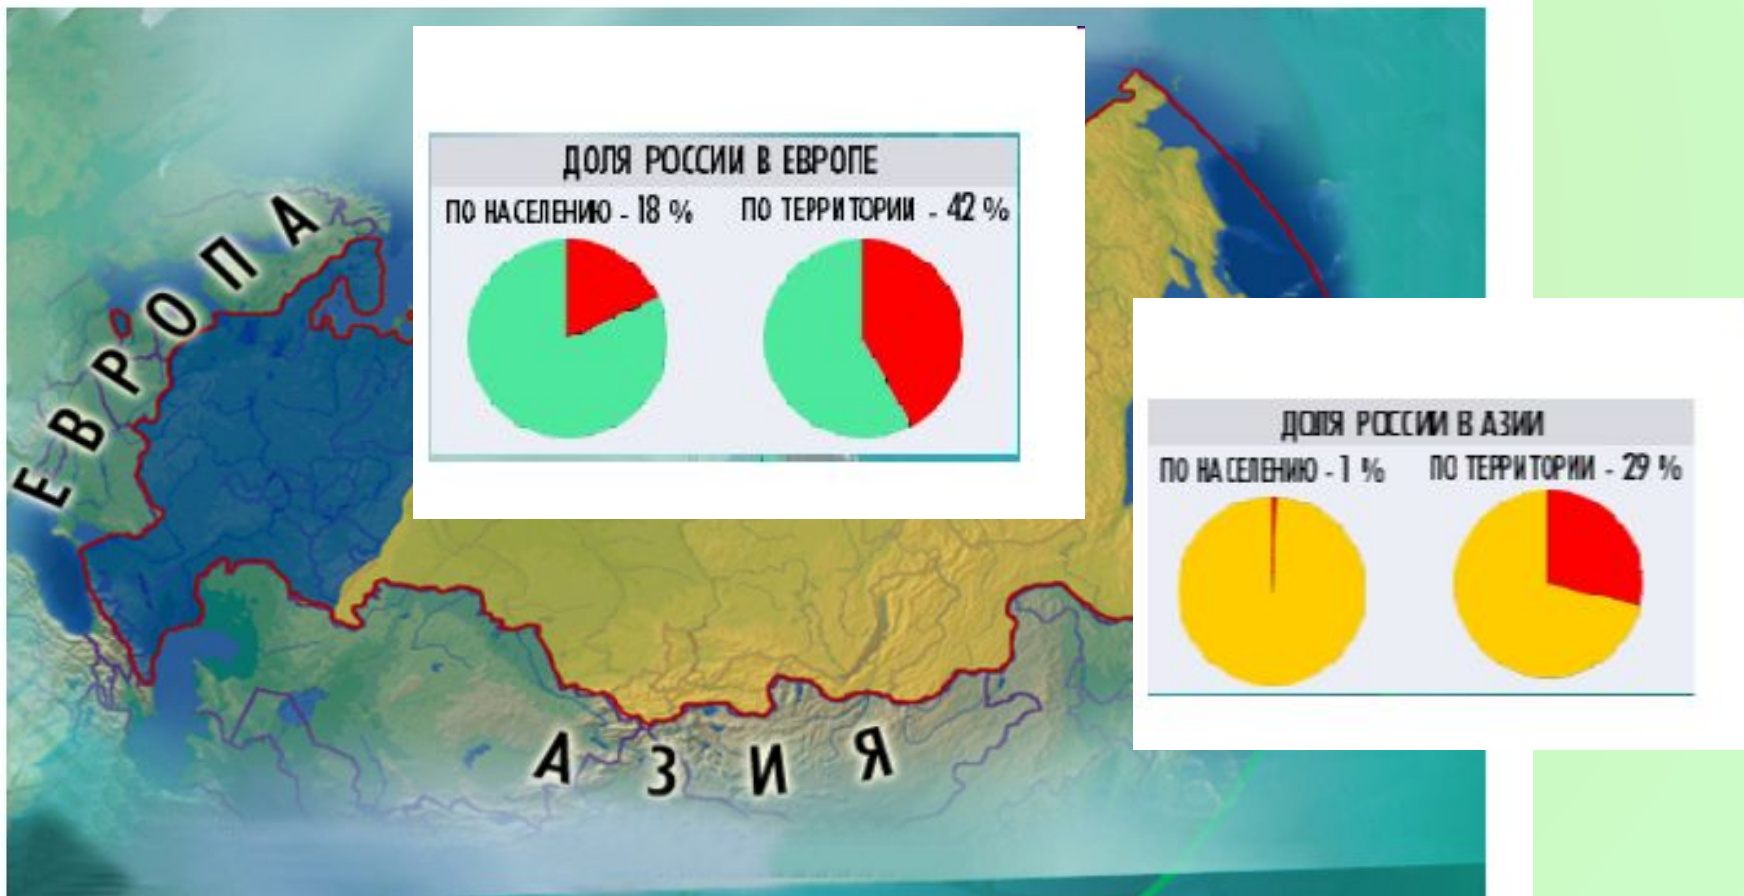 ЕВРОПА
ДОЛЯ РОССИИ В ЕВРОПЕ
ПО НАСЕЛЕНИЮ - 18 %
ПО ТЕРРИТОРИИ - 42 %
ДОЛЯ РОССИИ В АЗИИ
ПО НАСЕЛЕНИЮ - 1 %
ПО ТЕРРИТОРИИ - 29 %
АЗИЯ